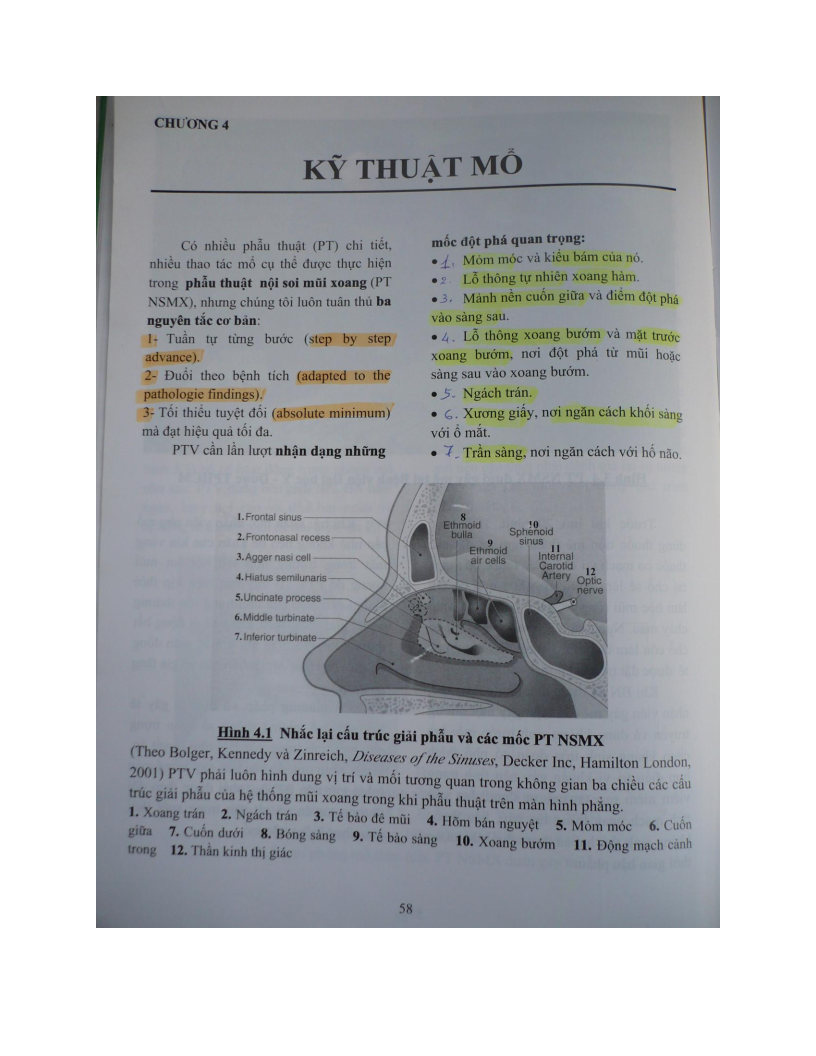 CHƯƠNG 4
KỸ THUẬT MỔ
Có nhiều phẫu thuật (PT) chi tiết,
nhiều thao tác mổ cụ thể được thực hiện
trong phẫu thuật nội soi mũi xoang (PT
NSMX), nhưng chúng tôi luôn tuân thủ ba
nguyên tắc cơ bản:
1- Tuần tự từng bước (step by step
advance).
2- Đuổi theo bệnh tích (adapted to the
pathologie findings).
3- Tối thiểu tuyệt đối (absolute minimum)
mà đạt hiệu quả tối đa.
PTV cần lần lượt nhận dạng những
mốc đột phá quan trọng:
• 1. Mỏm móc và kiểu bám của nó.
• 2. Lỗ thông tự nhiên xoang hàm.
• 3. Mảnh nền cuốn giữa và điểm đột phá
vào sàng sau.
• 4. Lỗ thông xoang bướm và mặt trước
xoang bướm, nơi đột phá từ mũi hoặc
sàng sau vào xoang bướm.
• 5. Ngách trán.
• 6. Xương giấy, nơi ngăn cách khối sàng
với ổ mắt.
• 7. Trần sàng, nơi ngăn cách với hố não.
1. Frontal sinus
2. Frontonasal recess
3. Agger nasi cell
4. Hiatus semilunaris
5. Uncinate process
6. Middle turbinate
7. Inferior turbinate
8
Ethmoid
bulla
9
Ethmoid
air cells
10
Sphenoid
sinus
11
Internal
Carotid
Artery
12
Optic
nerve
Hình 4.1 Nhắc lại cấu trúc giải phẫu và các mốc PT NSMX
(Theo Bolger, Kennedy và Zinreich, Diseases of the Sinuses, Decker Inc, Hamilton London,
2001) PTV phải luôn hình dung vị trí và mối tương quan trong không gian ba chiều các cấu
trúc giải phẫu của hệ thống mũi xoang trong khi phẫu thuật trên màn hình phẳng.
1. Xoang trán 2. Ngách trán 3. Tế bào đê mũi 4. Hõm bán nguyệt 5. Mỏm móc 6. Cuốn
giữa 7. Cuốn dưới 8. Bóng sàng 9. Tế bào sàng 10. Xoang bướm 11. Động mạch cảnh
trong 12. Thần kinh thị giác
58